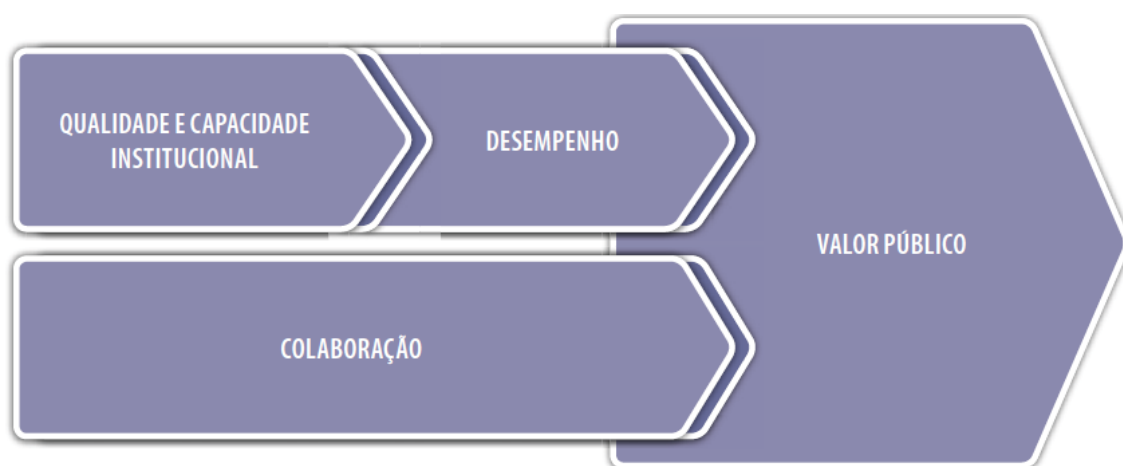 QUALIDADE E CAPACIDADE
INSTITUCIONAL
DESEMPENHO
VALOR PÚBLICO
COLABORAÇÃO